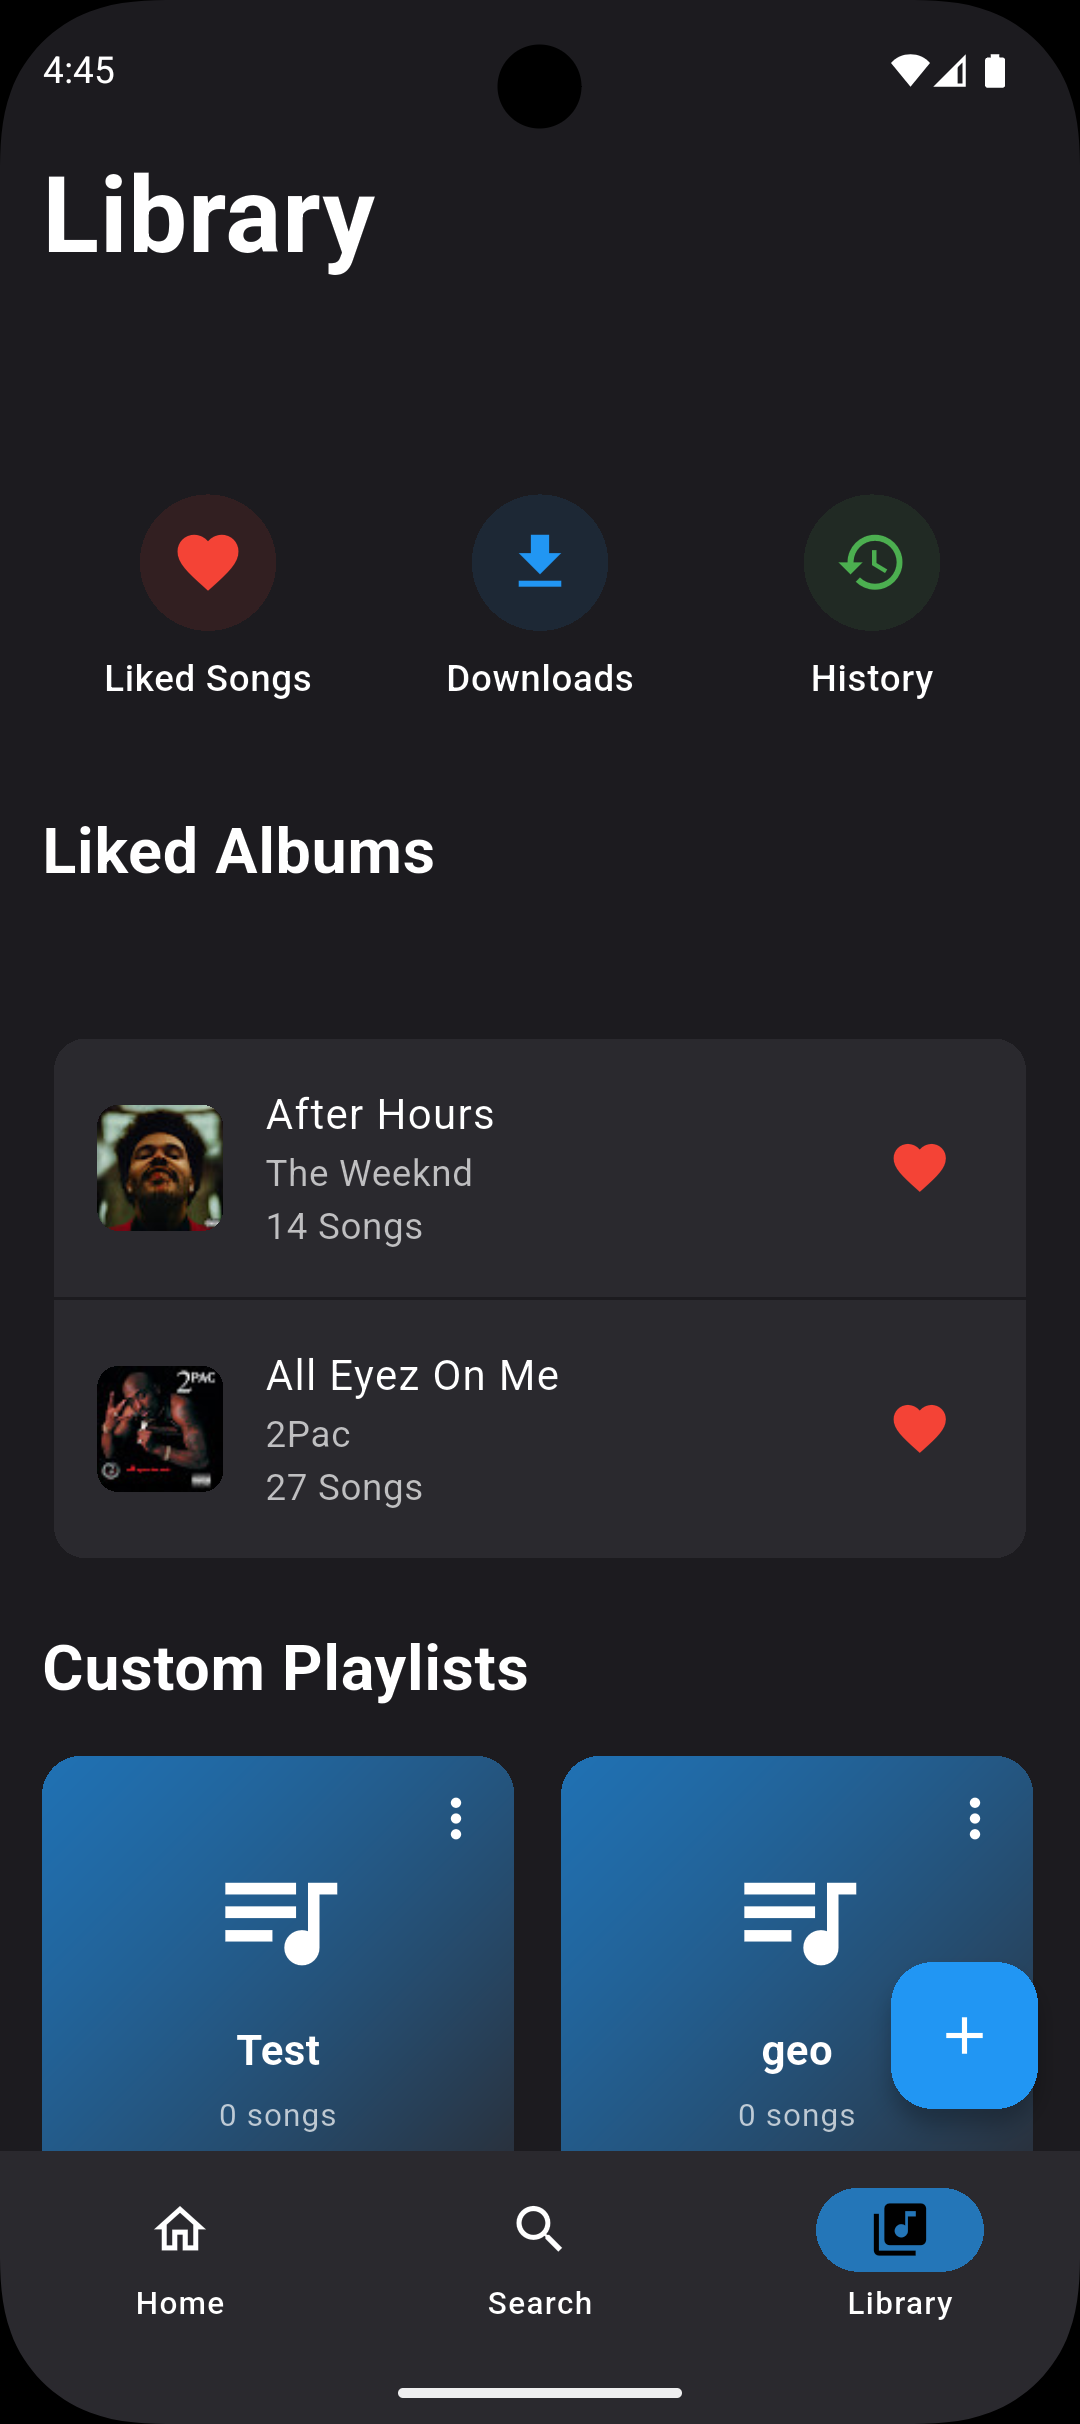 4:45
Library
Liked Songs
Downloads
History
Liked Albums
After Hours
The Weeknd
14 Songs
2PAC
All Eyez On Me
2Pac
27 Songs
Custom Playlists
Test
0 songs
geo
0 songs
Home
Search
Library